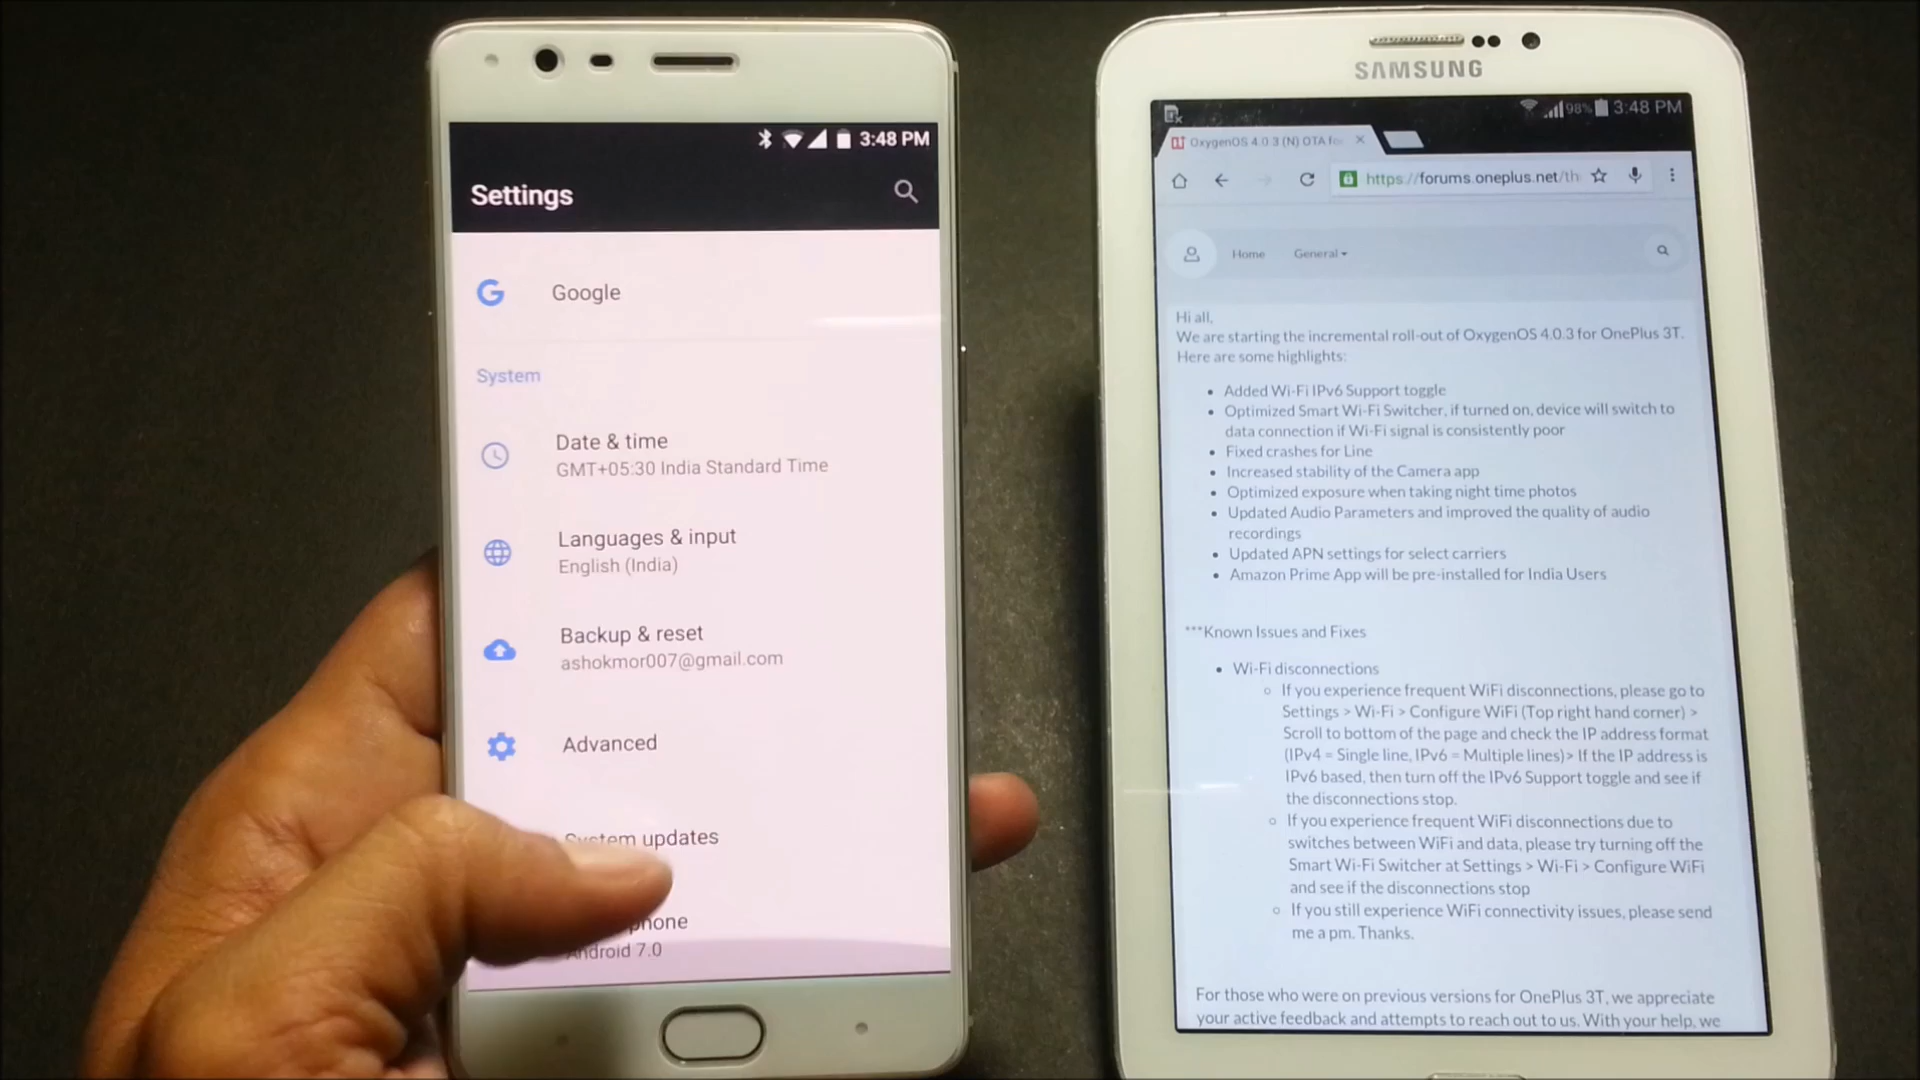 3:48 PM
Settings
Google
System
Date & time
GMT+05:30 India Standard Time
Languages & input
English (India)
Backup & reset
ashokmor007@gmail.com
Advanced
System updates
phone
Android 7.0
SAMSUNG
98% 3:48 PM
OxygenOS 4.0.3 (N) OTA fo
https://forums.oneplus.net/th
Home General
Hi all,
We are starting the incremental roll-out of OxygenOS 4.0.3 for OnePlus 3T.
Here are some highlights:
• Added Wi-Fi IPv6 Support toggle
• Optimized Smart Wi-Fi Switcher, if turned on, device will switch to
data connection if Wi-Fi signal is consistently poor
• Fixed crashes for Line
• Increased stability of the Camera app
• Optimized exposure when taking night time photos
• Updated Audio Parameters and improved the quality of audio
recordings
• Updated APN settings for select carriers
• Amazon Prime App will be pre-installed for India Users
***Known Issues and Fixes
• Wi-Fi disconnections
○ If you experience frequent WiFi disconnections, please go to
Settings > Wi-Fi > Configure WiFi (Top right hand corner) >
Scroll to bottom of the page and check the IP address format
(IPv4 = Single line, IPv6 = Multiple lines)> If the IP address is
IPv6 based, then turn off the IPv6 Support toggle and see if
the disconnections stop.
○ If you experience frequent WiFi disconnections due to
switches between WiFi and data, please try turning off the
Smart Wi-Fi Switcher at Settings > Wi-Fi > Configure WiFi
and see if the disconnections stop
○ If you still experience WiFi connectivity issues, please send
me a pm. Thanks.
For those who were on previous versions for OnePlus 3T, we appreciate
your active feedback and attempts to reach out to us. With your help, we